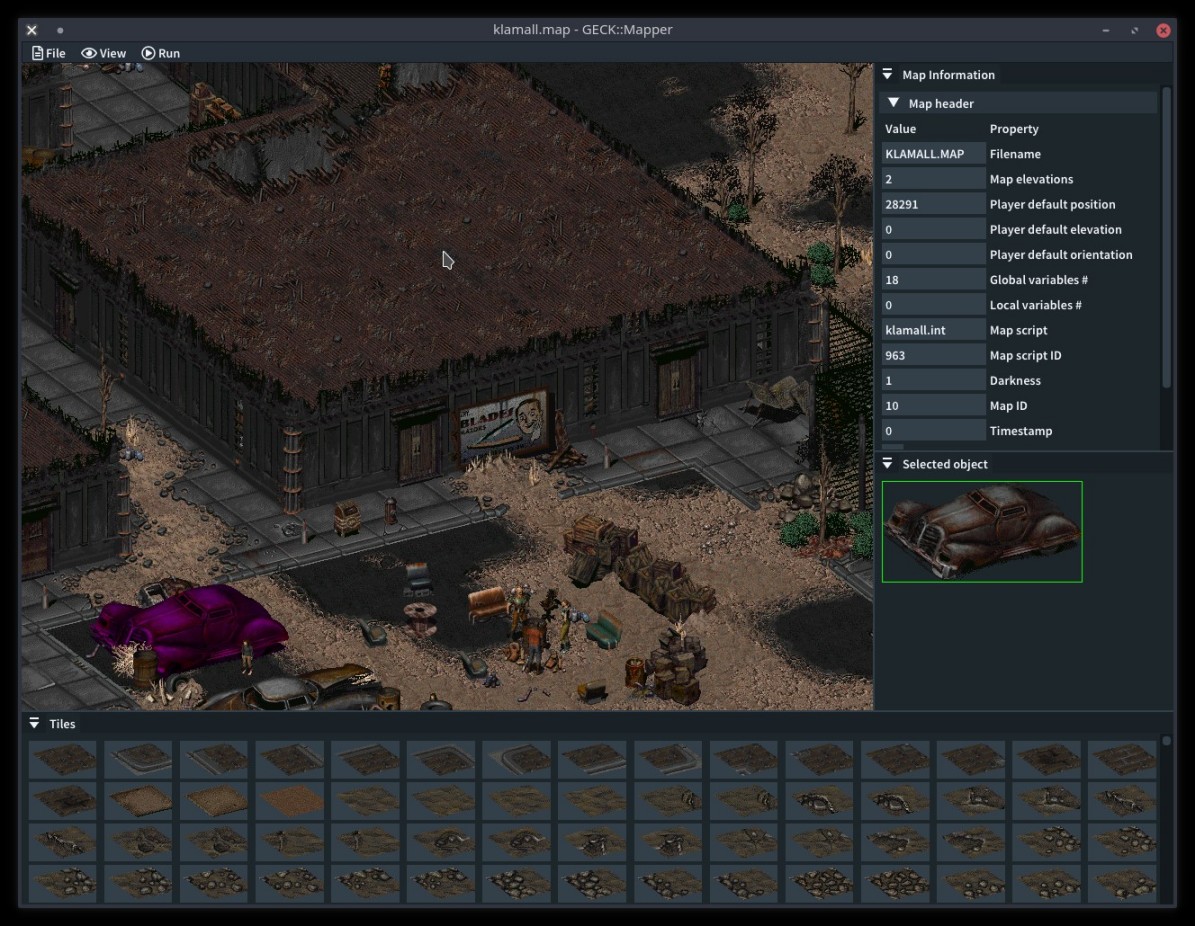 klamall.map - GECK::Mapper
File View Run
Map Information
Map header
Value Property
KLAMALL.MAP Filename
2 Map elevations
28291 Player default position
0 Player default elevation
0 Player default orientation
18 Global variables #
0 Local variables #
klamall.int Map script
963 Map script ID
1 Darkness
10 Map ID
0 Timestamp
Selected object
BLADES
Tiles